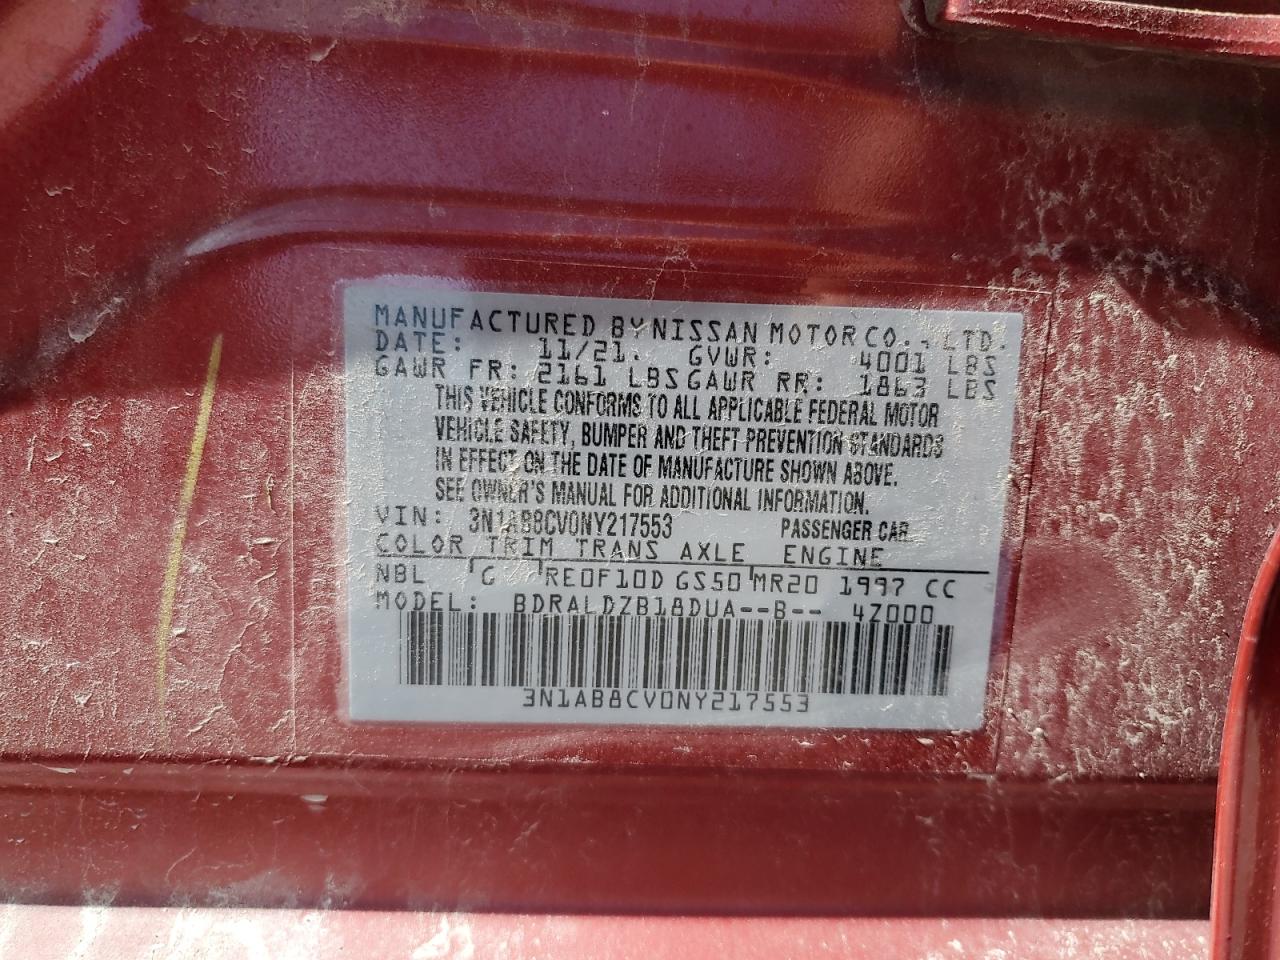 MANUFACTURED BY NISSAN MOTOR CO., LTD.
DATE: 11/21. GVWR: 4001 LBS
GAWR FR: 2161 LBS GAWR RR: 1863 LBS
THIS VEHICLE CONFORMS TO ALL APPLICABLE FEDERAL MOTOR
VEHICLE SAFETY, BUMPER AND THEFT PREVENTION STANDARDS
IN EFFECT ON THE DATE OF MANUFACTURE SHOWN ABOVE.
SEE OWNER'S MANUAL FOR ADDITIONAL INFORMATION.
VIN: 3N1AB8CV0NY217553 PASSENGER CAR
COLOR TRIM TRANS AXLE ENGINE
NBL G RE0F10D GS50 MR20 1997 CC
MODEL: BDRALDZB18DUA--B-- 4Z000
3N1AB8CV0NY217553